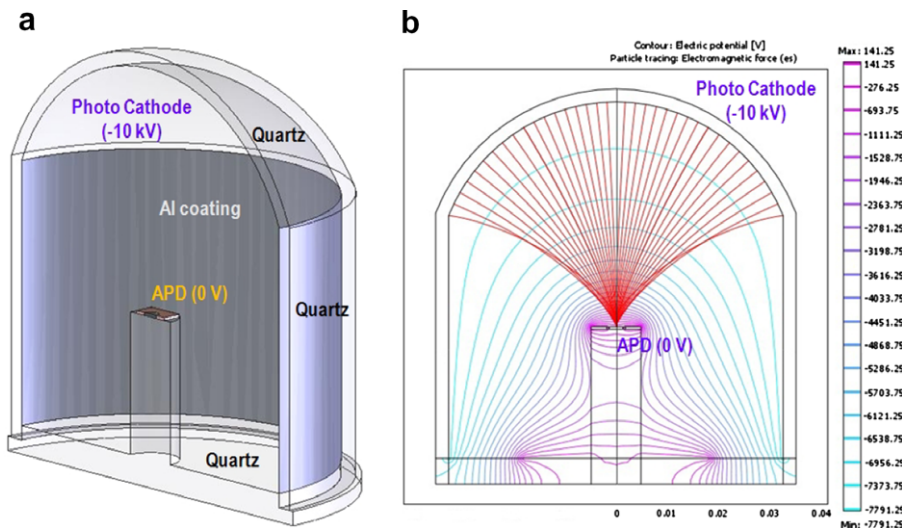 a
Photo Cathode
(-10 kV)
Quartz
Al coating
APD (0 V)
Quartz
Quartz
b
Contour: Electric potential [V]
Particle tracing: Electromagnetic force (es)
Photo Cathode
(-10 kV)
APD (0 V)
0 0.01 0.02 0.03 0.04
Max: 141.25
141.25
-276.25
-693.75
-1111.25
-1528.75
-1946.25
-2363.75
-2781.25
-3198.75
-3616.25
-4033.75
-4451.25
-4868.75
-5286.25
-5703.75
-6121.25
-6538.75
-6956.25
-7373.75
-7791.25
Min: -7791.25